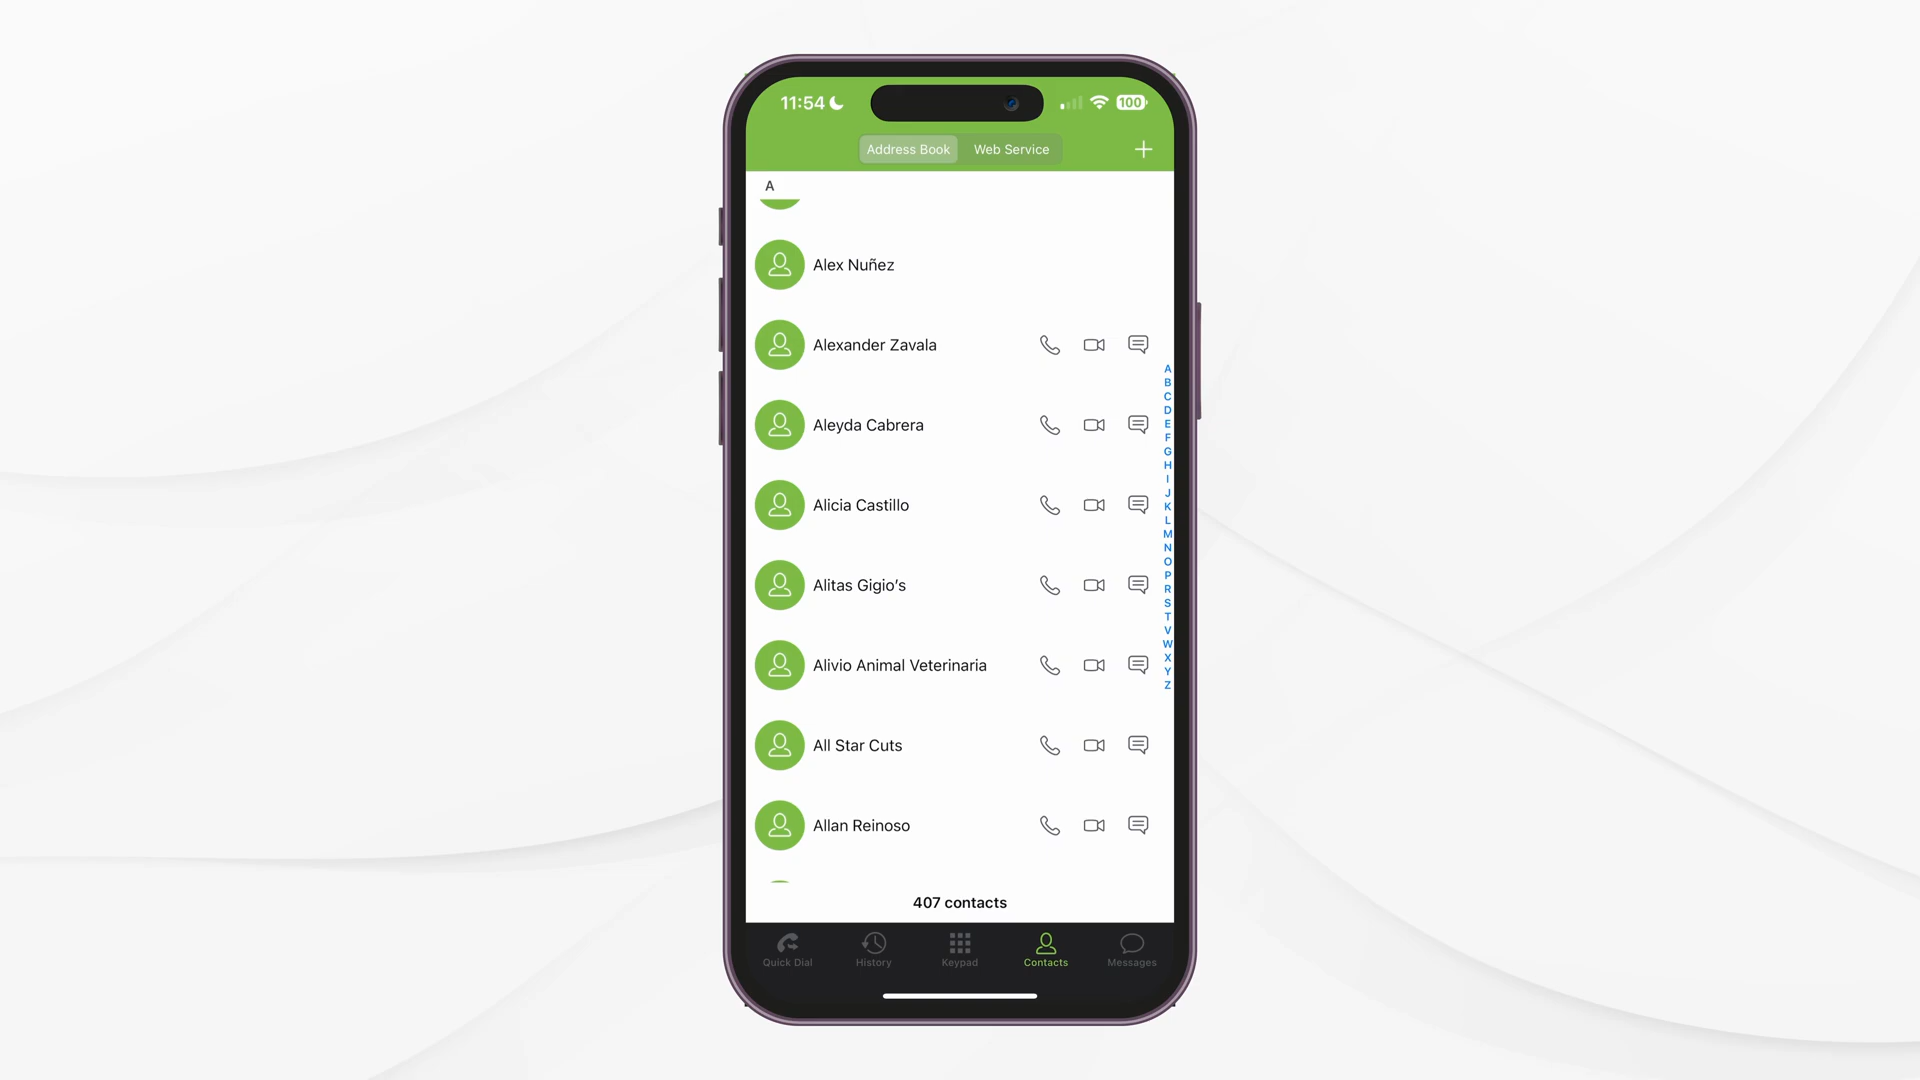 11:54
100
Address Book Web Service
A
Alex Nuñez
Alexander Zavala
Aleyda Cabrera
Alicia Castillo
Alitas Gigio’s
Alivio Animal Veterinaria
All Star Cuts
Allan Reinoso
A
B
C
D
E
F
G
H
I
J
K
L
M
N
O
P
R
S
T
V
W
X
Y
Z
407 contacts
Quick Dial History Keypad Contacts Messages